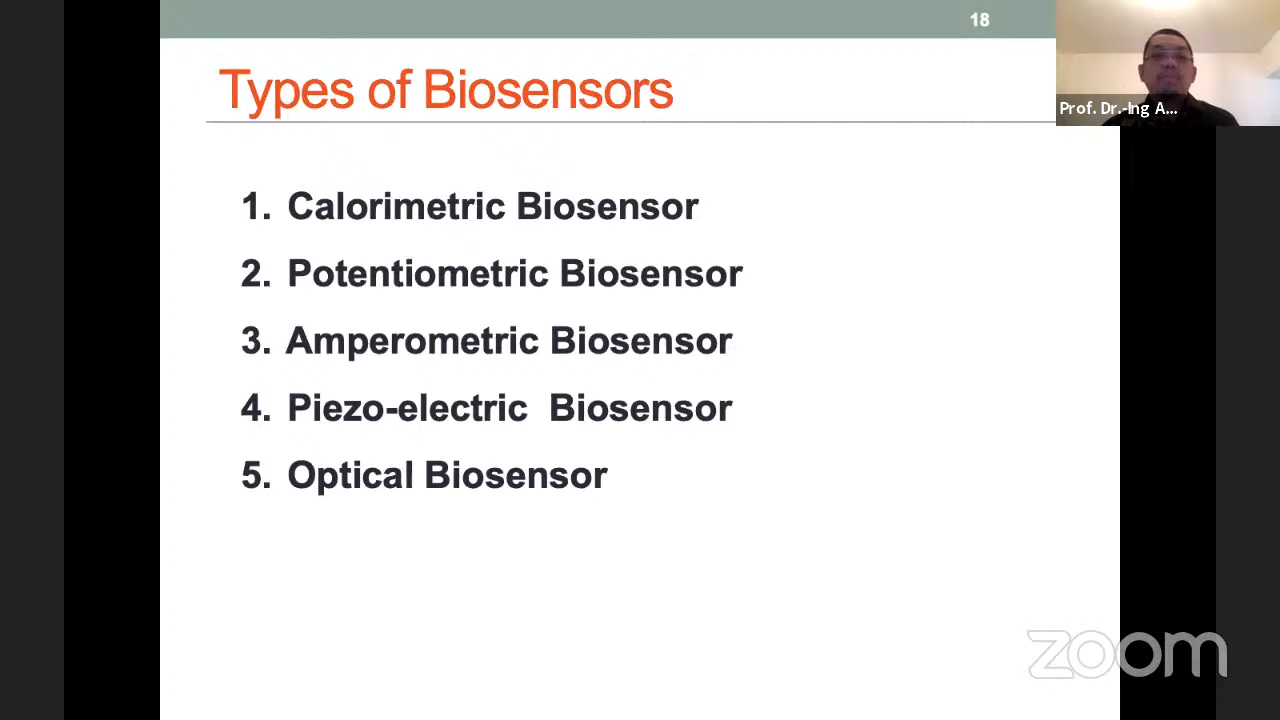 18
Types of Biosensors
Prof. Dr.-Ing A...
1. Calorimetric Biosensor
2. Potentiometric Biosensor
3. Amperometric Biosensor
4. Piezo-electric  Biosensor
5. Optical Biosensor
zoom